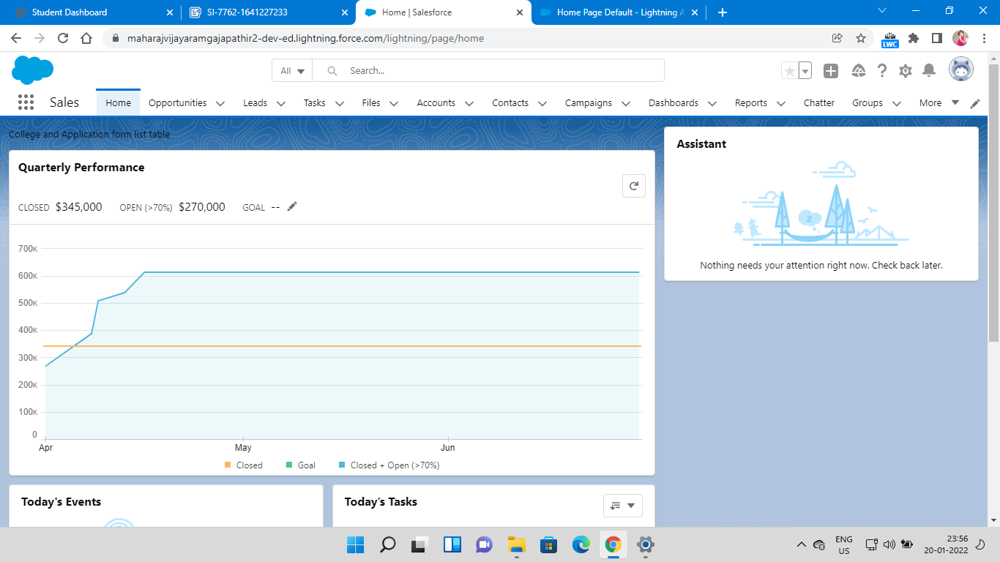 Student Dashboard
SI-7762-1641227233
Home | Salesforce
Home Page Default - Lightning A
maharajvijayaramgajapathir2-dev-ed.lightning.force.com/lightning/page/home
LWC
All
Search...
Sales
Home
Opportunities
Leads
Tasks
Files
Accounts
Contacts
Campaigns
Dashboards
Reports
Chatter
Groups
More
College and Application form list table
Quarterly Performance
CLOSED $345,000 OPEN (>70%) $270,000 GOAL --
700K
600K
500K
400K
300K
200K
100K
0
Apr May Jun
Closed Goal Closed + Open (>70%)
Assistant
z
Nothing needs your attention right now. Check back later.
Today's Events
Today's Tasks
ENG
US
23:56
20-01-2022